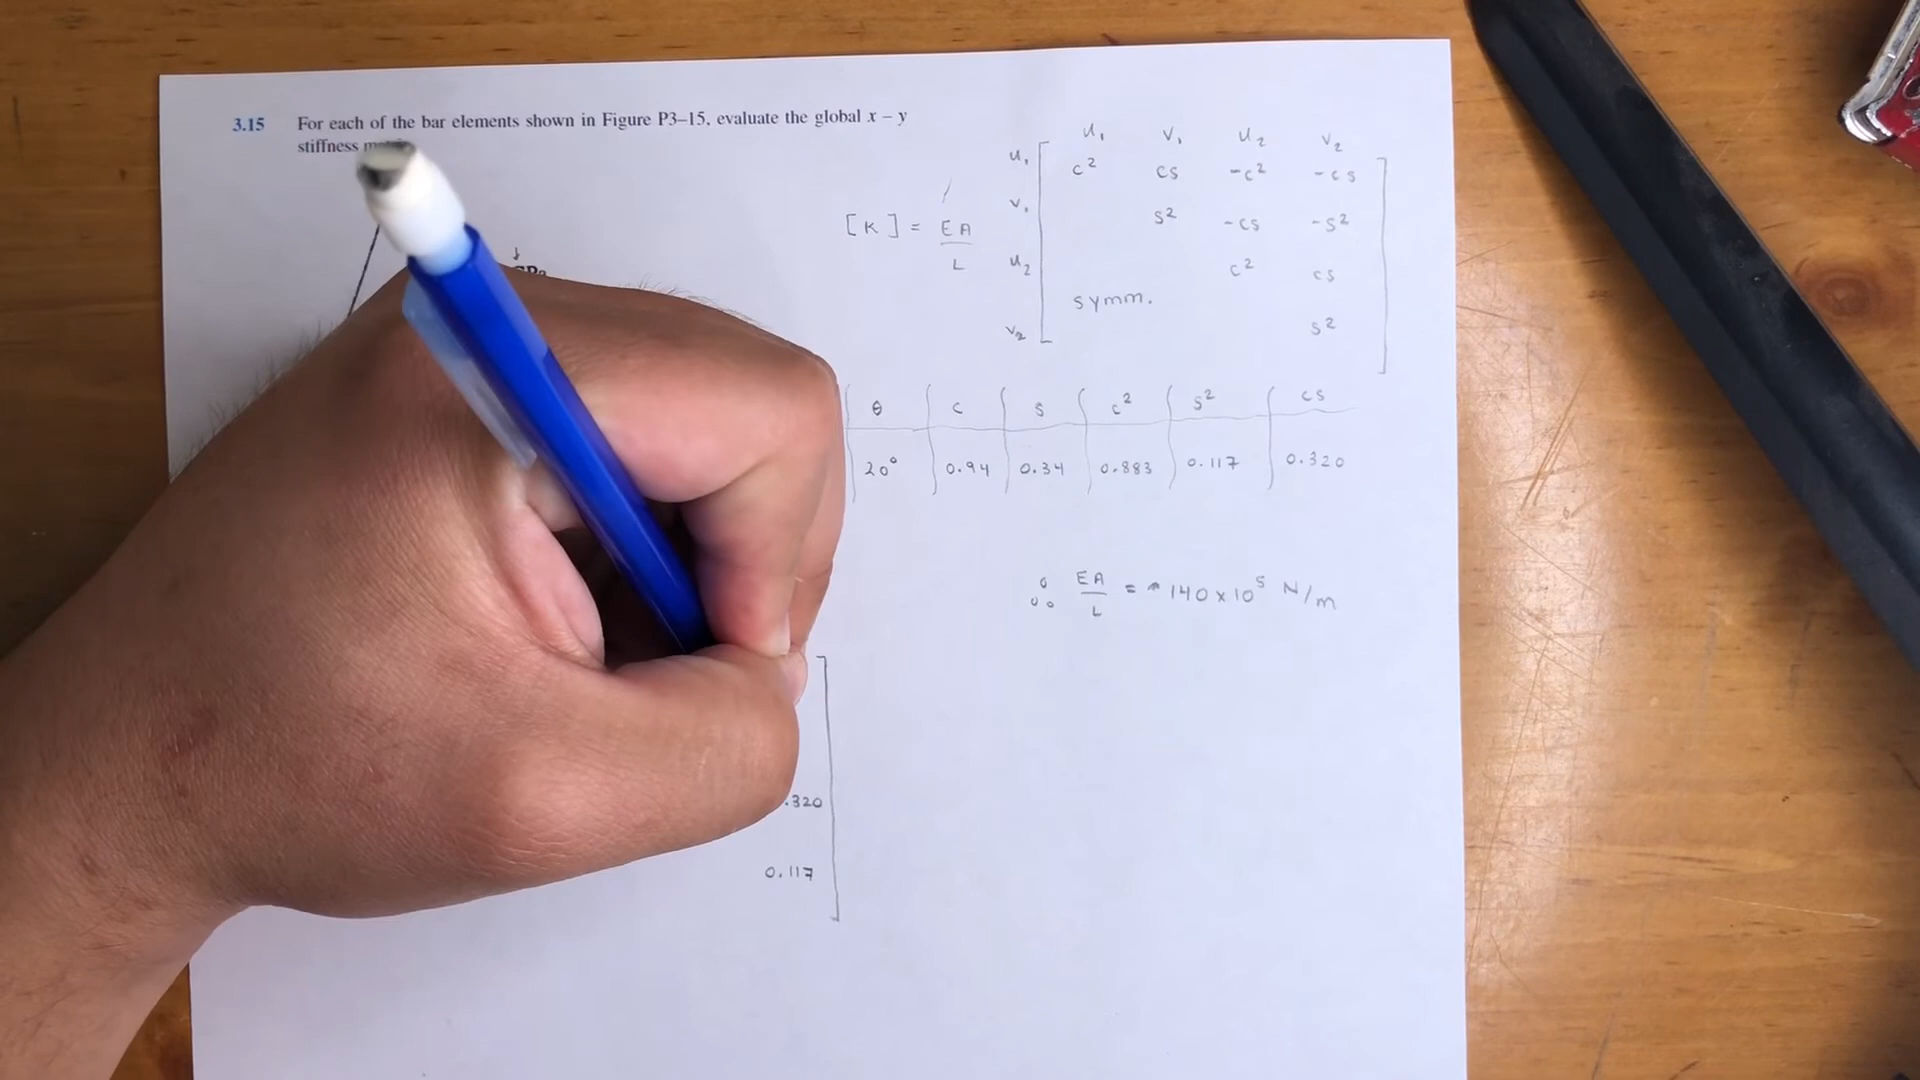 3.15 For each of the bar elements shown in Figure P3–15, evaluate the global x – y
stiffness
u₁ v₁ u₂ v₂
u₁ c² cs -c² -cs
v₁ s² -cs -s²
[K] = EA
L
u₂ c² cs
symm.
v₂ s²
θ c s c² s² cs
20° 0.94 0.34 0.883 0.117 0.320
∴ EA = 140x10⁵ N/m
L
.320
0.117